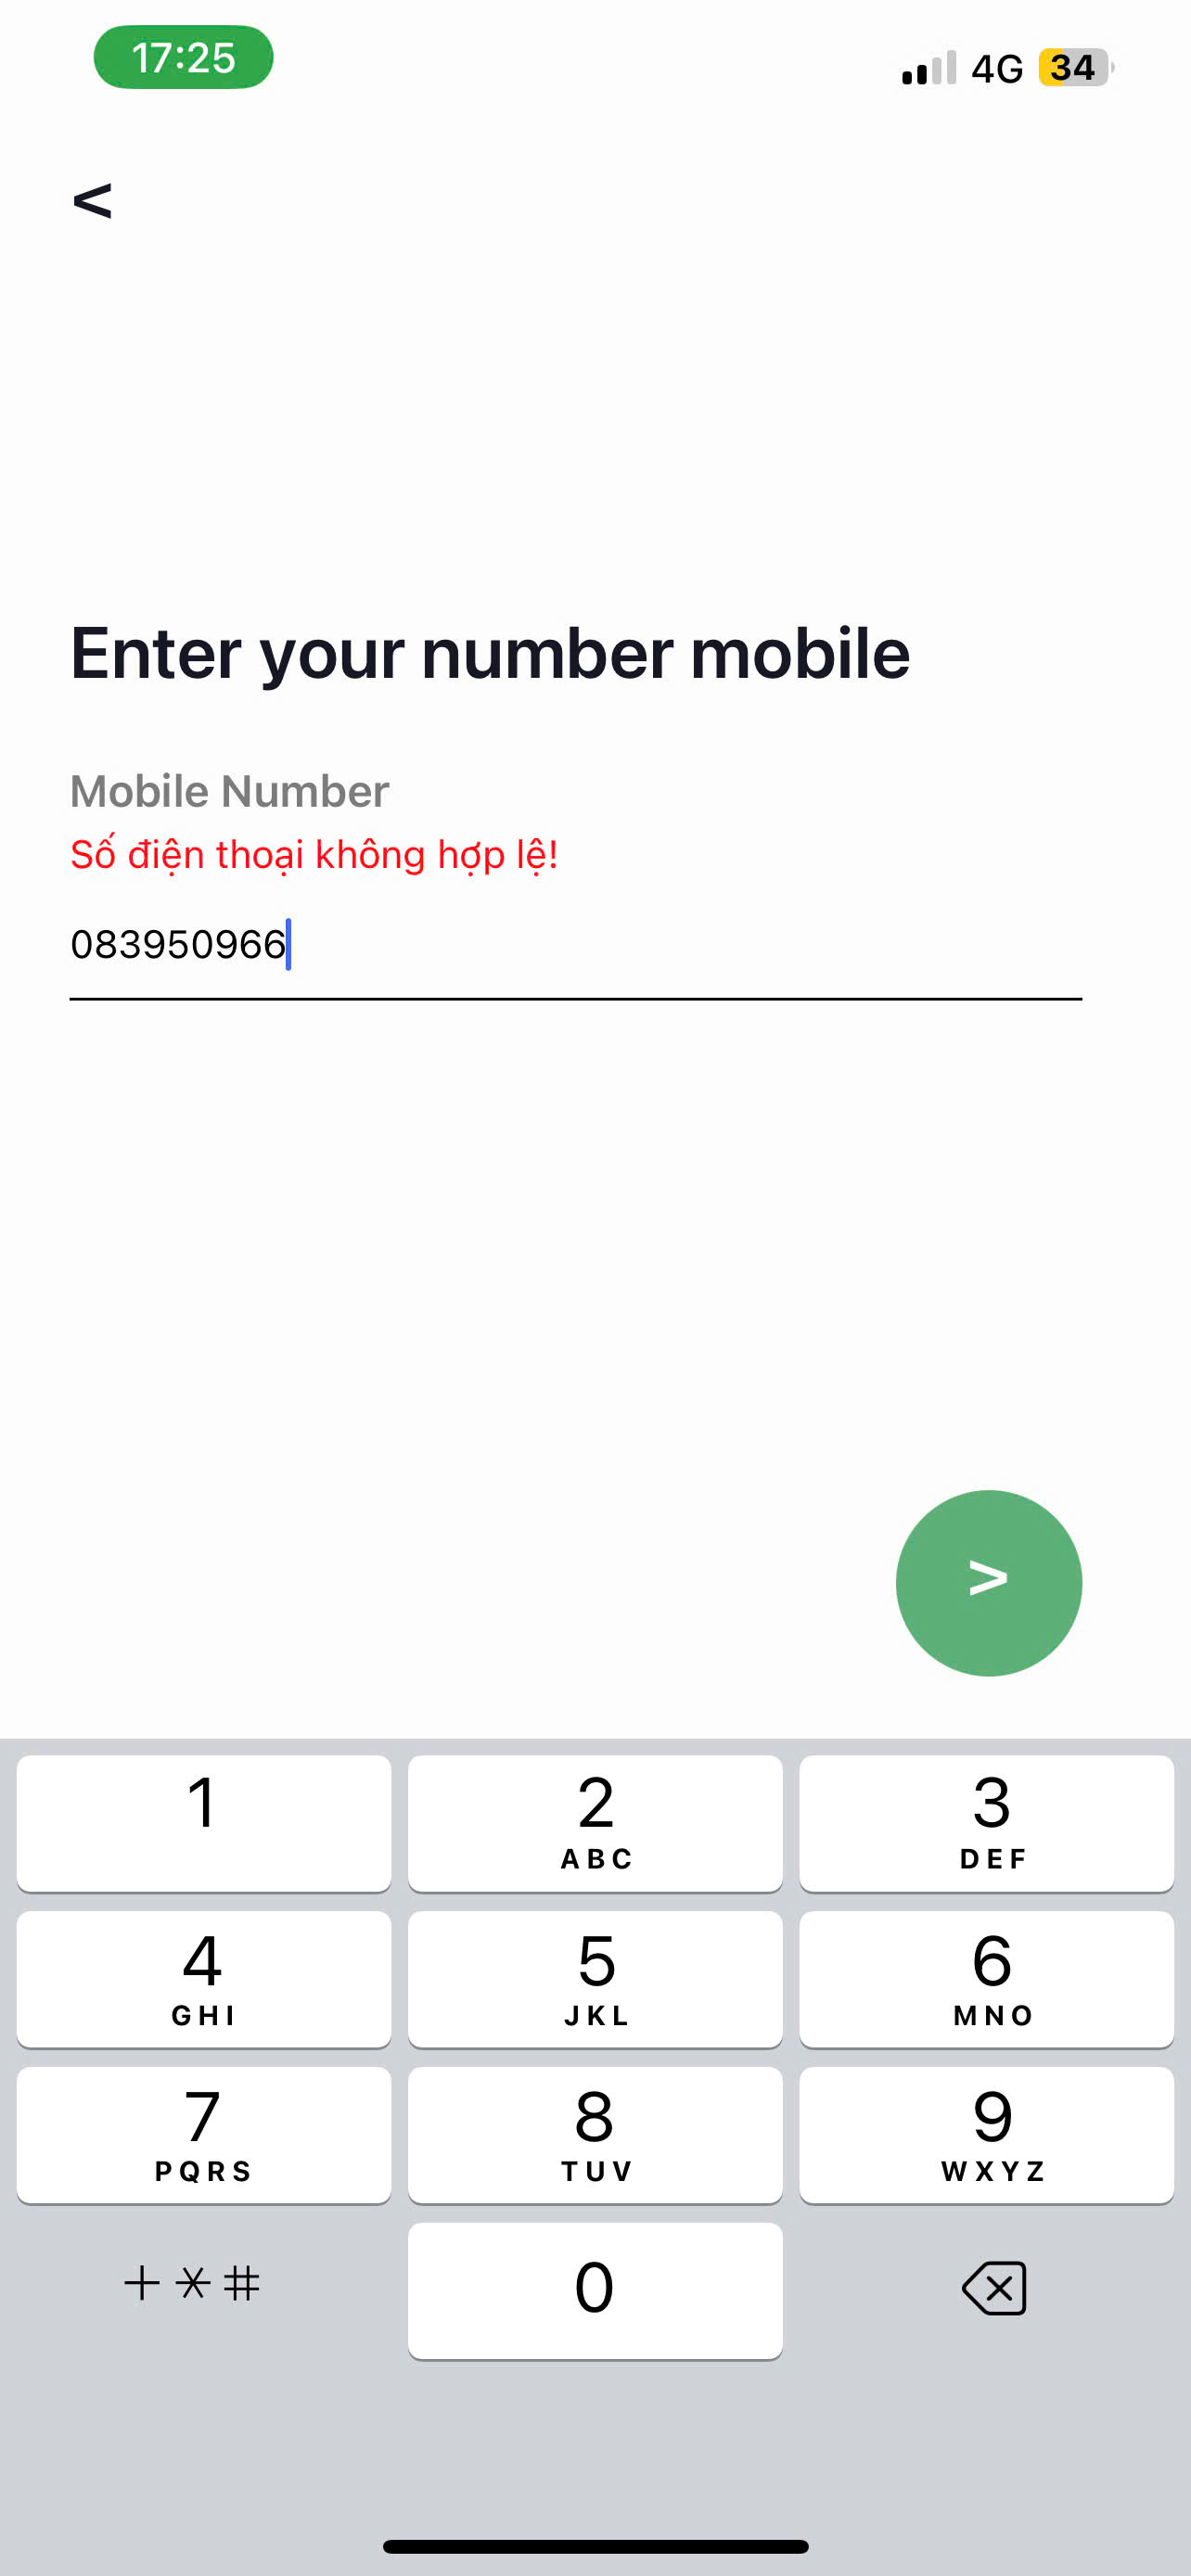 17:25
4G 34
<
Enter your number mobile
Mobile Number
Số điện thoại không hợp lệ!
083950966
>
1
2
ABC
3
DEF
4
GHI
5
JKL
6
MNO
7
PQRS
8
TUV
9
WXYZ
+*#
0